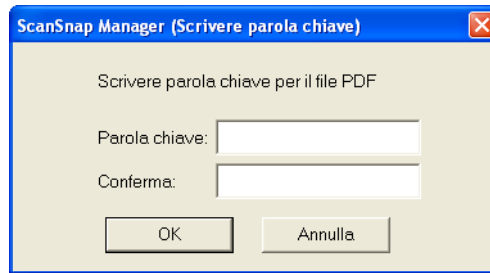 ScanSnap Manager (Scrivere parola chiave)
Scrivere parola chiave per il file PDF
Parola chiave:
Conferma:
OK Annulla